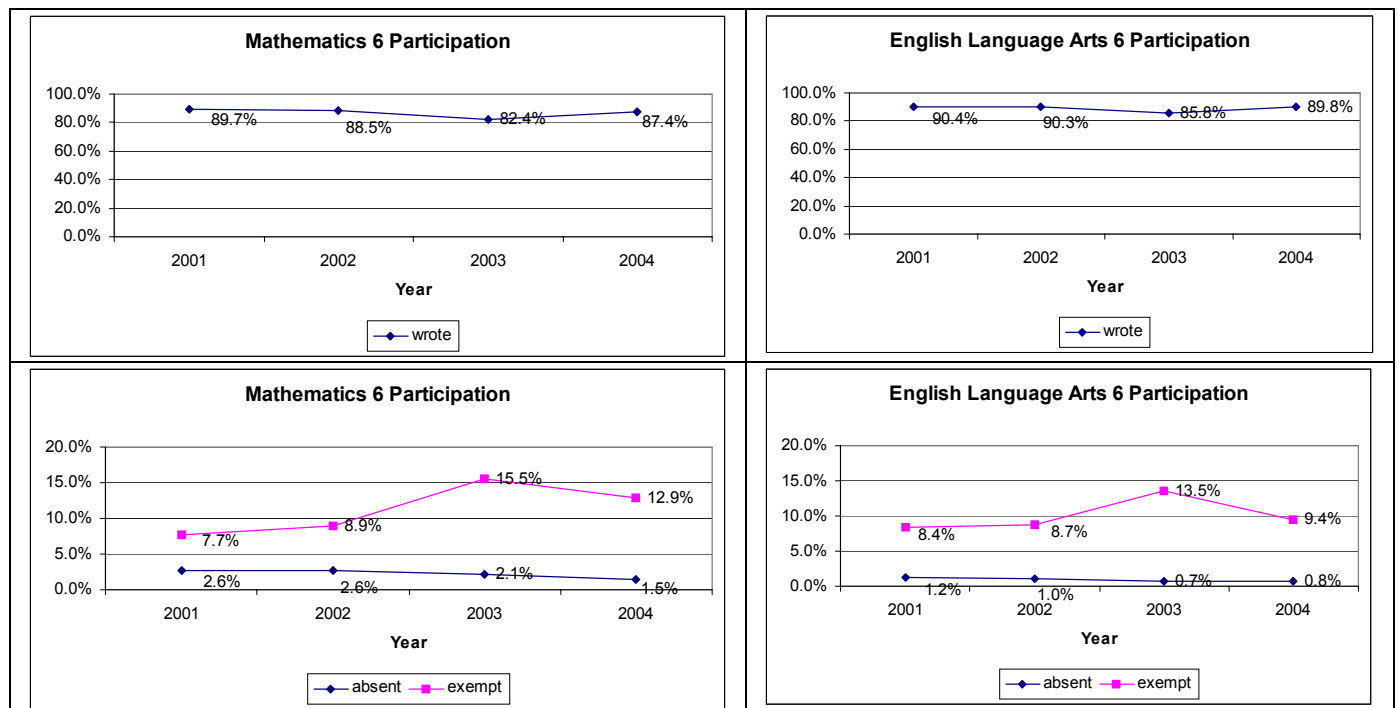 Mathematics 6 Participation
100.0%
80.0%
60.0%
40.0%
20.0%
0.0%
89.7%
88.5%
82.4%
87.4%
2001 2002 2003 2004
Year
wrote
English Language Arts 6 Participation
100.0%
80.0%
60.0%
40.0%
20.0%
0.0%
90.4%
90.3%
85.8%
89.8%
2001 2002 2003 2004
Year
wrote
Mathematics 6 Participation
20.0%
15.0%
10.0%
5.0%
0.0%
7.7%
8.9%
15.5%
12.9%
2.6%
2.6%
2.1%
1.5%
2001 2002 2003 2004
Year
absent exempt
English Language Arts 6 Participation
20.0%
15.0%
10.0%
5.0%
0.0%
8.4%
8.7%
13.5%
9.4%
1.2%
1.0%
0.7%
0.8%
2001 2002 2003 2004
Year
absent exempt